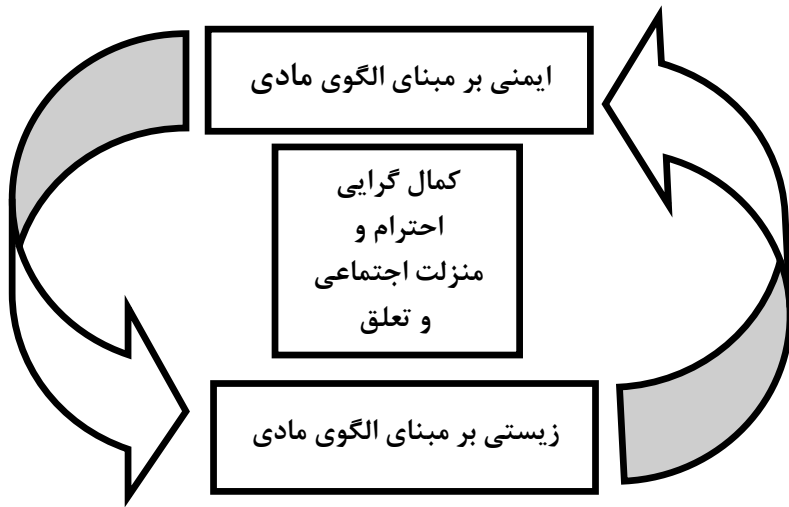 ایمنی بر مبنای الگوی مادی
کمال گرایی
احترام و
منزلت اجتماعی
و تعلق
زیستی بر مبنای الگوی مادی